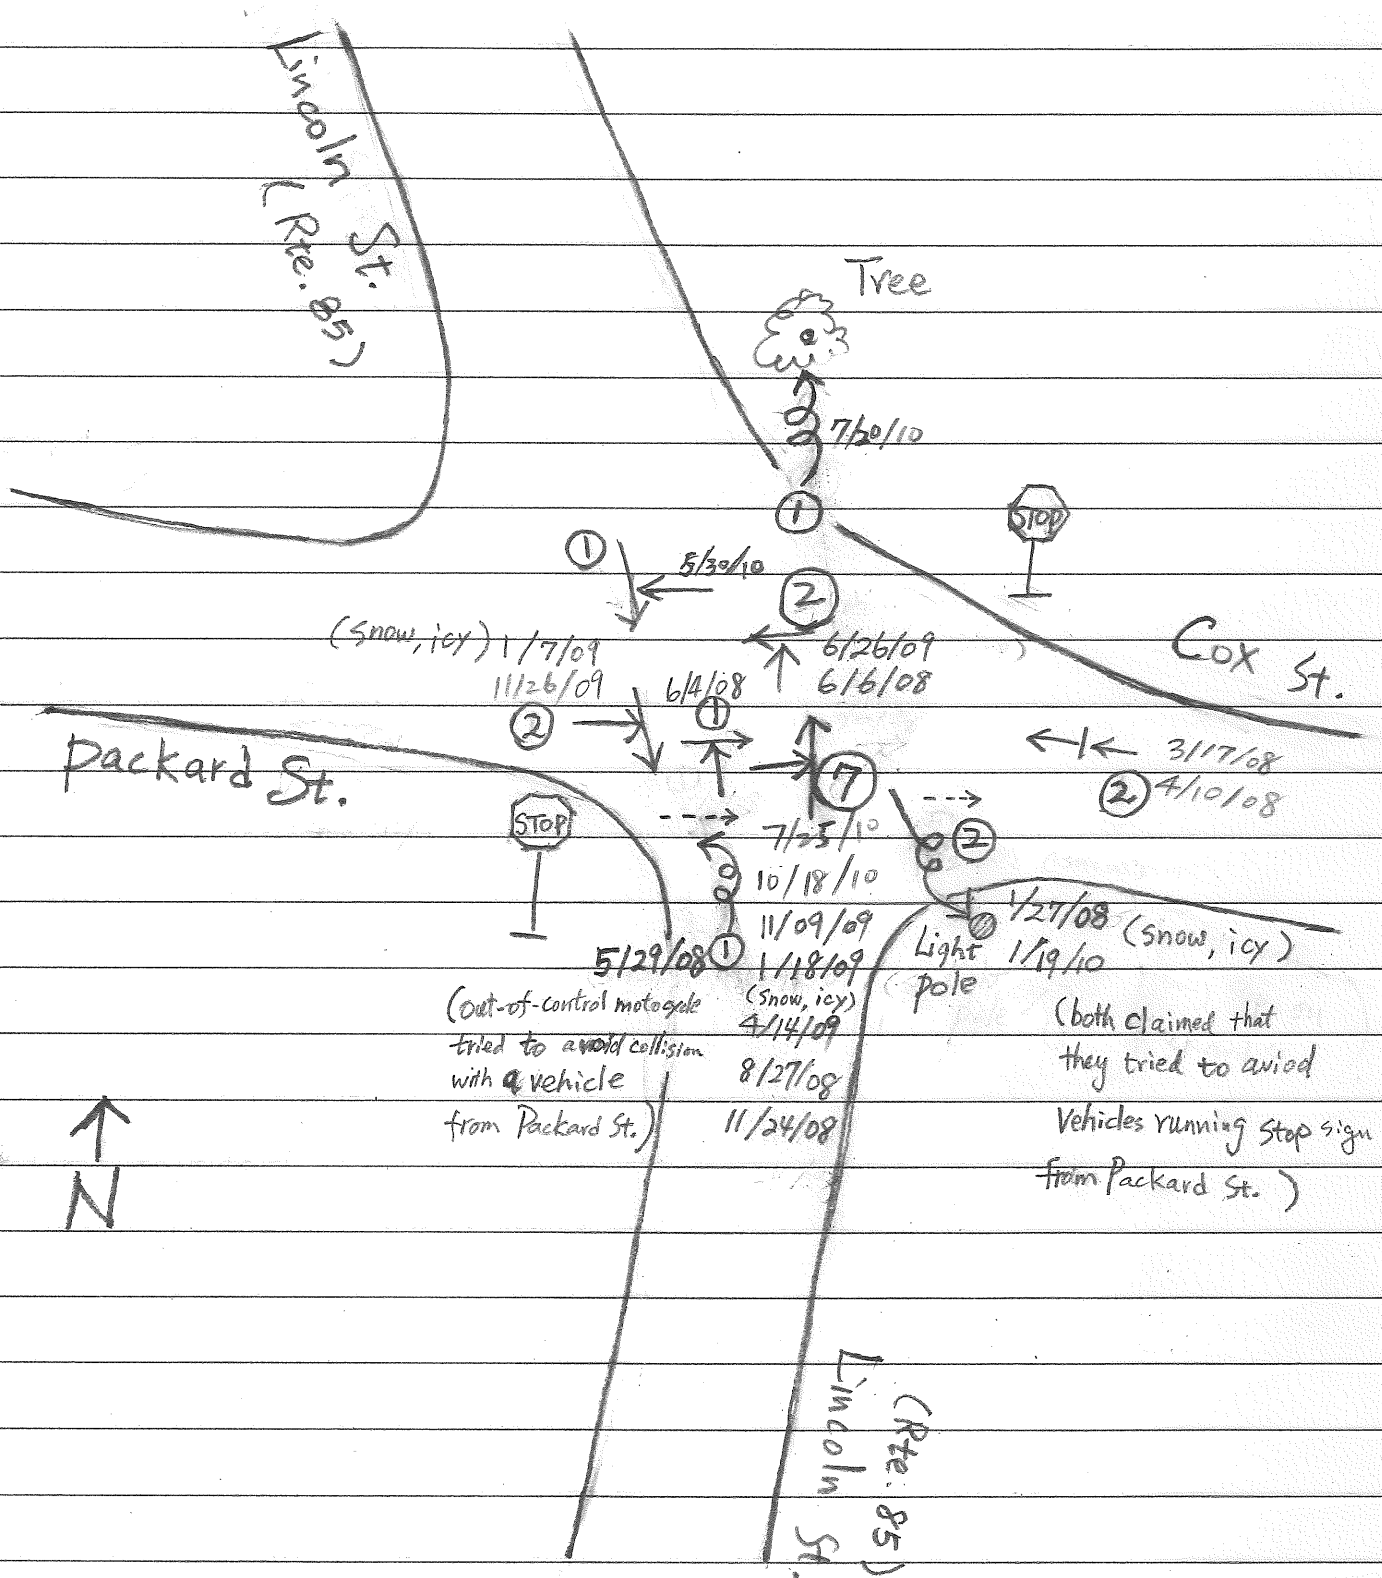 Lincoln St.
(Rte. 85)
Tree
7/20/10
1
STOP
1
5/30/10
2
(snow, icy) 1/7/09
11/26/09
2
6/26/09
6/6/08
6/4/08
1
Cox St.
3/17/08
2 4/10/08
Packard St.
STOP
7
7/25/10
10/18/10
11/09/09
1/18/09
(snow, icy)
4/14/09
8/27/08
11/24/08
2
1/27/08
1/19/10
(snow, icy)
Light
pole
(both claimed that
they tried to aviod
vehicles running stop sign
from Packard St.)
5/29/08 1
(out-of-control motocycle
tried to avoid collision
with a vehicle
from Packard St.)
N
(Rte. 85)
Lincoln St.